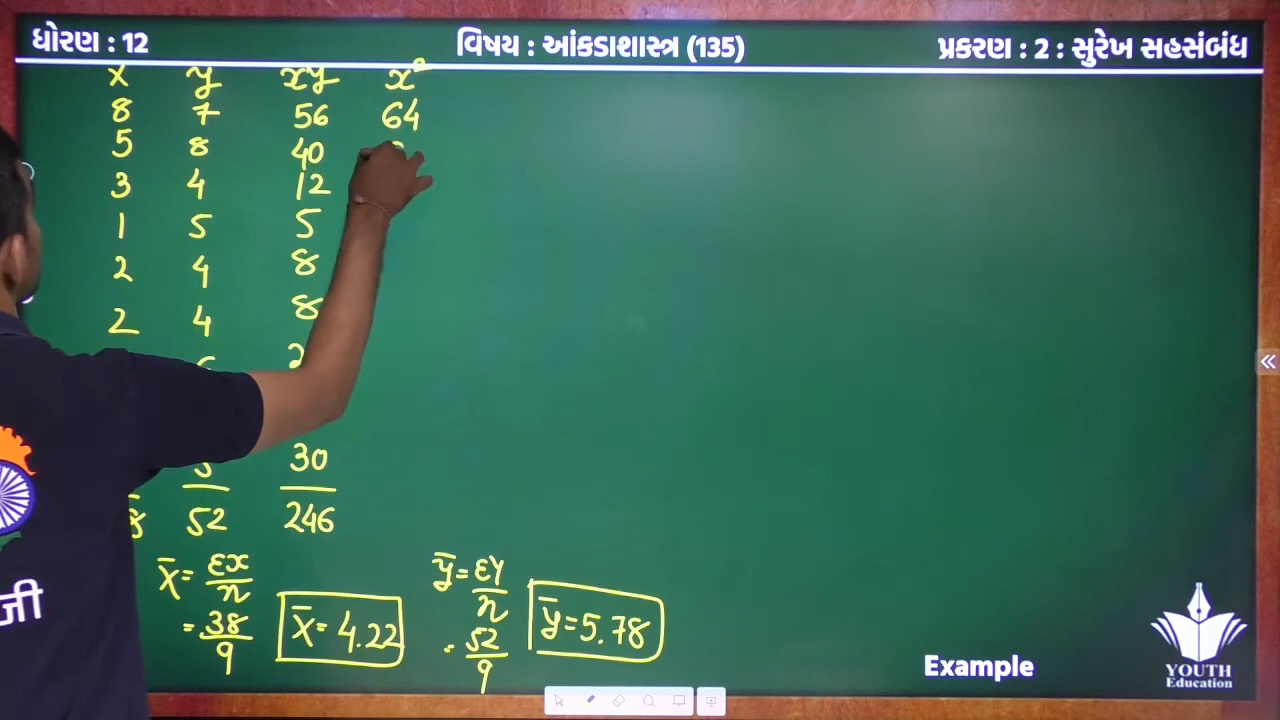 ધોરણ : 12 વિષય : આંકડાશાસ્ત્ર (135) પ્રકરણ : 2 : સુરેખ સહસંબંધ
x y xy x²
8 7 56 64
5 8 40
3 4 12
1 5 5
2 4 8
2 4 8
30
52 246
x̄ = Σx/n
= 38/9
x̄ = 4.22
ȳ = Σy/n
= 52/9
ȳ = 5.78
Example
YOUTH
Education
जी